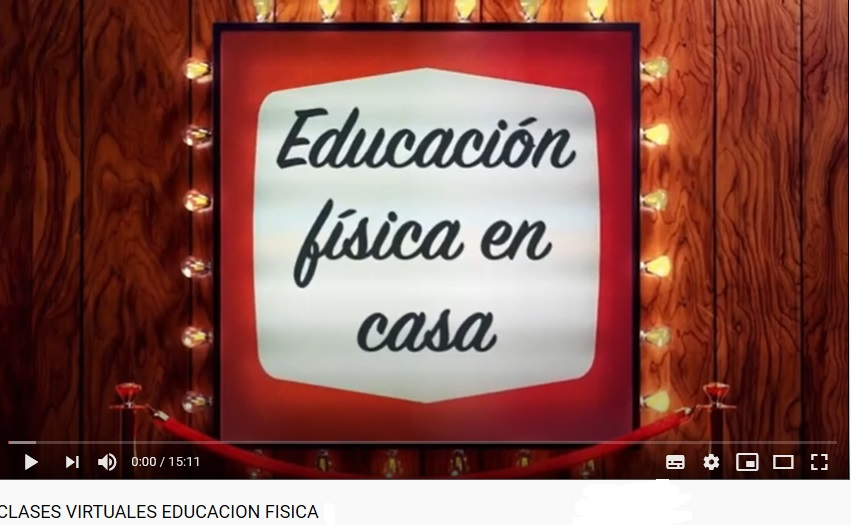 Educación
física en
casa
0:00 / 15:11
CLASES VIRTUALES EDUCACION FISICA